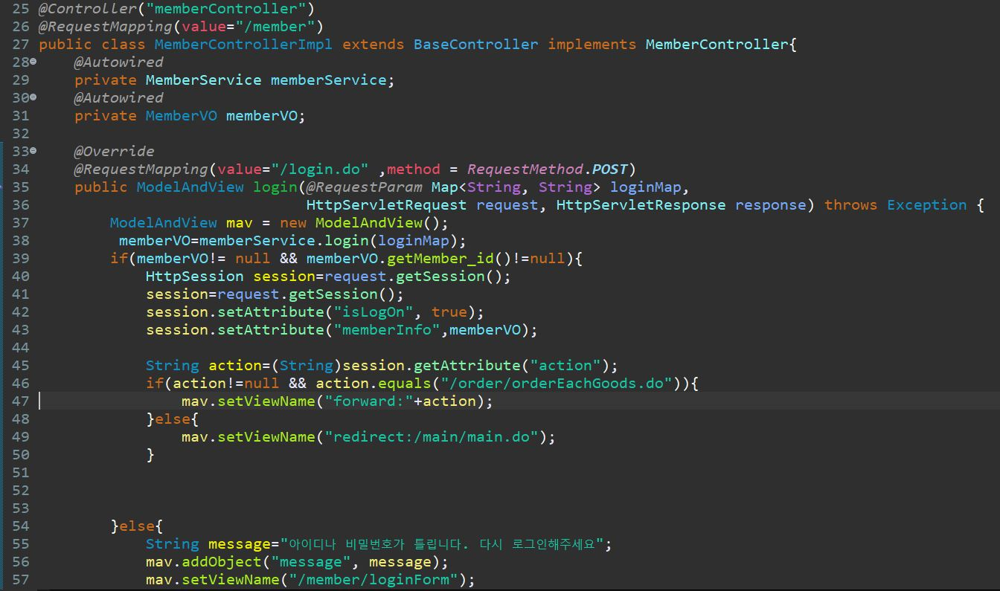 25 @Controller("memberController")
26 @RequestMapping(value="/member")
27 public class MemberControllerImpl extends BaseController implements MemberController{
28 @Autowired
29 private MemberService memberService;
30 @Autowired
31 private MemberVO memberVO;
32
33 @Override
34 @RequestMapping(value="/login.do" ,method = RequestMethod.POST)
35 public ModelAndView login(@RequestParam Map<String, String> loginMap,
36 HttpServletRequest request, HttpServletResponse response) throws Exception {
37 ModelAndView mav = new ModelAndView();
38 memberVO=memberService.login(loginMap);
39 if(memberVO!= null && memberVO.getMember_id()!=null){
40 HttpSession session=request.getSession();
41 session=request.getSession();
42 session.setAttribute("isLogOn", true);
43 session.setAttribute("memberInfo",memberVO);
44
45 String action=(String)session.getAttribute("action");
46 if(action!=null && action.equals("/order/orderEachGoods.do")){
47 mav.setViewName("forward:"+action);
48 }else{
49 mav.setViewName("redirect:/main/main.do");
50 }
51
52
53
54 }else{
55 String message="아이디나 비밀번호가 틀립니다. 다시 로그인해주세요";
56 mav.addObject("message", message);
57 mav.setViewName("/member/loginForm");